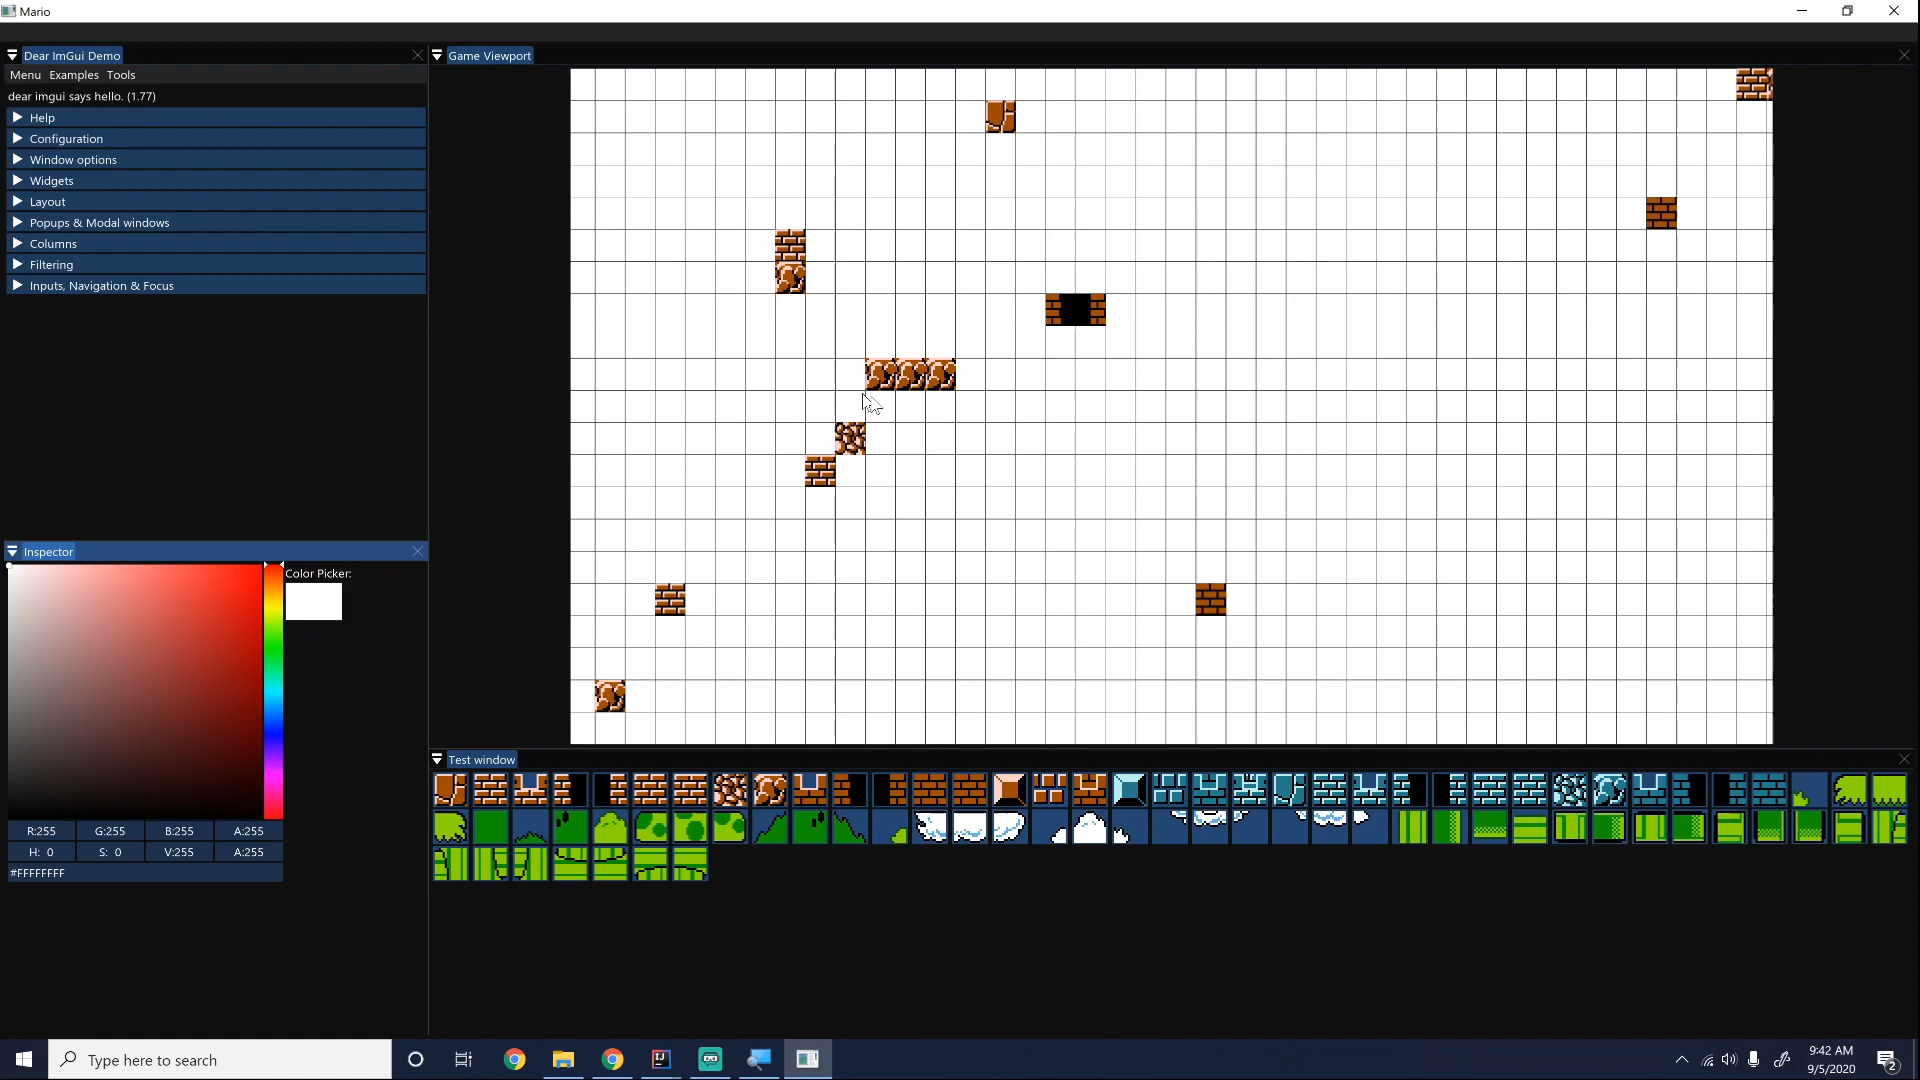 Mario
Dear ImGui Demo
Menu Examples Tools
dear imgui says hello. (1.77)
Help
Configuration
Window options
Widgets
Layout
Popups & Modal windows
Columns
Filtering
Inputs, Navigation & Focus
Game Viewport
Inspector
Color Picker:
R:255 G:255 B:255 A:255
H: 0 S: 0 V:255 A:255
#FFFFFFFF
Test window
Type here to search
IJ
9:42 AM
9/5/2020
2